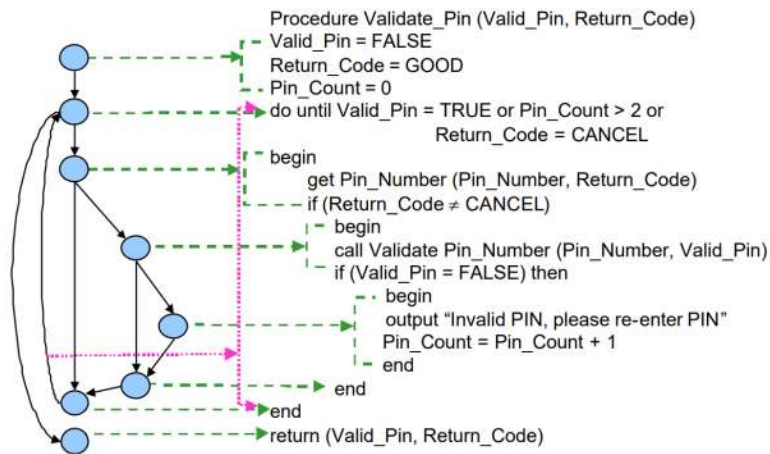 Procedure Validate_Pin (Valid_Pin, Return_Code)
Valid_Pin = FALSE
Return_Code = GOOD
Pin_Count = 0
do until Valid_Pin = TRUE or Pin_Count > 2 or
Return_Code = CANCEL
begin
get Pin_Number (Pin_Number, Return_Code)
if (Return_Code ≠ CANCEL)
begin
call Validate Pin_Number (Pin_Number, Valid_Pin)
if (Valid_Pin = FALSE) then
begin
output “Invalid PIN, please re-enter PIN”
Pin_Count = Pin_Count + 1
end
end
end
return (Valid_Pin, Return_Code)